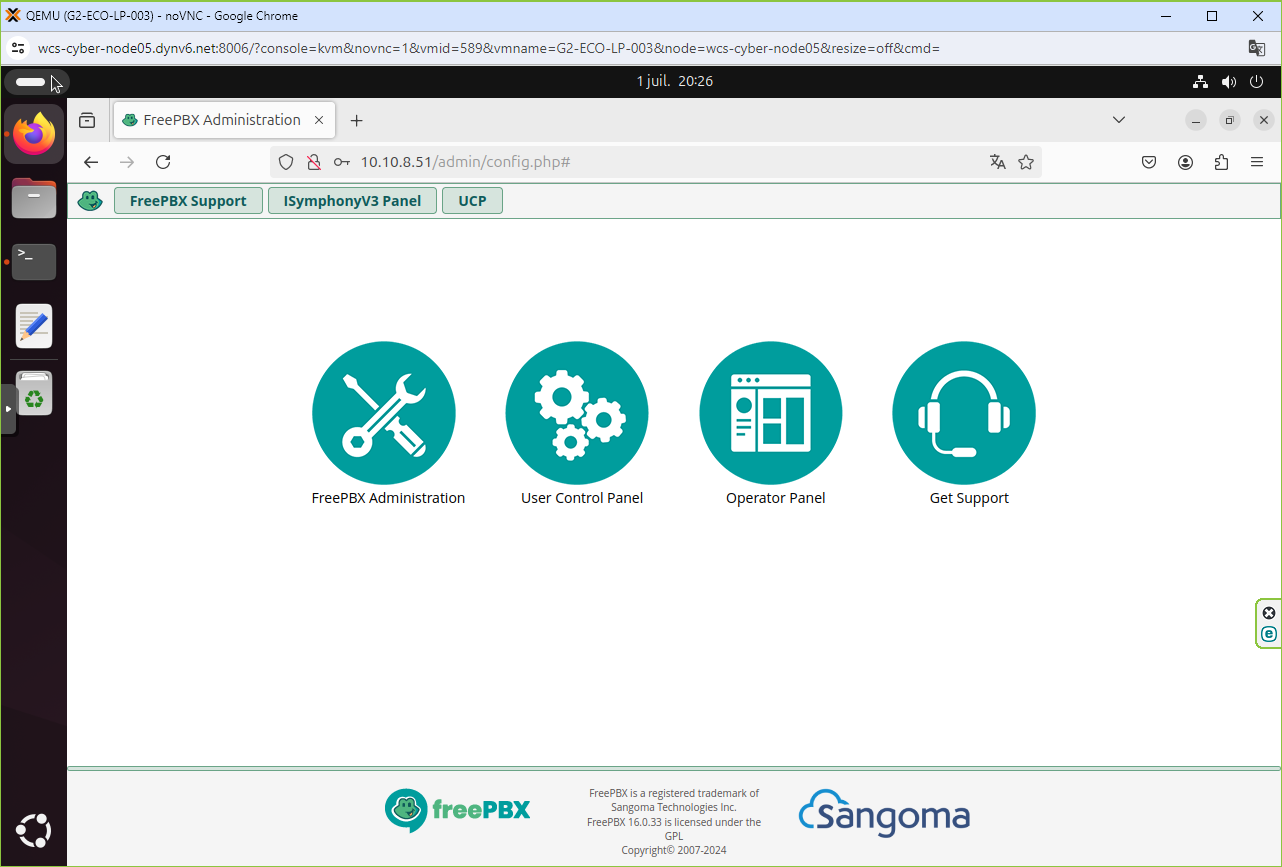 QEMU (G2-ECO-LP-003) - noVNC - Google Chrome
wcs-cyber-node05.dynv6.net:8006/?console=kvm&novnc=1&vmid=589&vmname=G2-ECO-LP-003&node=wcs-cyber-node05&resize=off&cmd=
1 juil.  20:26
FreePBX Administration
10.10.8.51/admin/config.php#
FreePBX Support
ISymphonyV3 Panel
UCP
FreePBX Administration
User Control Panel
Operator Panel
Get Support
freePBX
FreePBX is a registered trademark of
Sangoma Technologies Inc.
FreePBX 16.0.33 is licensed under the
GPL
Copyright© 2007-2024
Sangoma